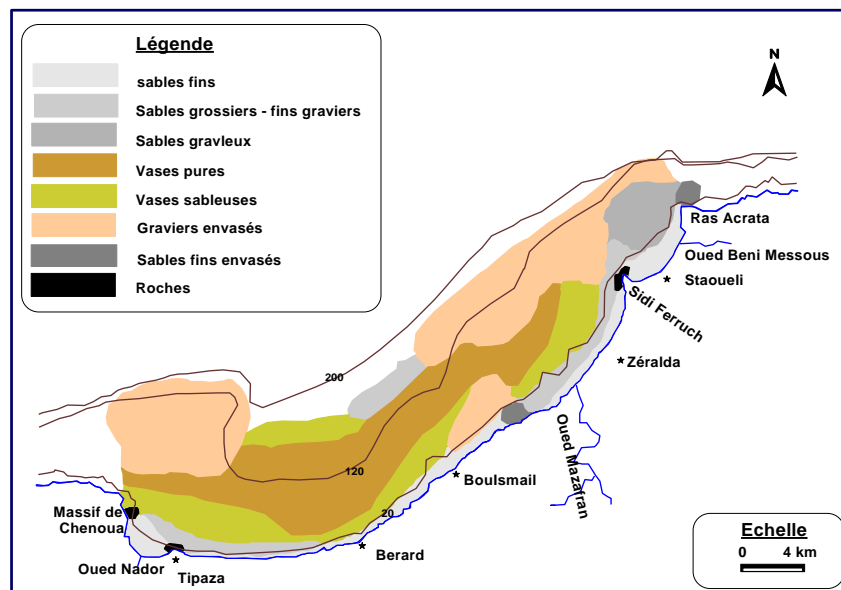 Légende
sables fins
Sables grossiers - fins graviers
Sables gravleux
Vases pures
Vases sableuses
Graviers envasés
Sables fins envasés
Roches
N
Ras Acrata
Oued Beni Messous
Staoueli
Sidi Ferruch
Zéralda
200
Oued Mazafran
120
Boulsmail
20
Massif de
Chenoua
Berard
Oued Nador
Tipaza
Echelle
0 4 km